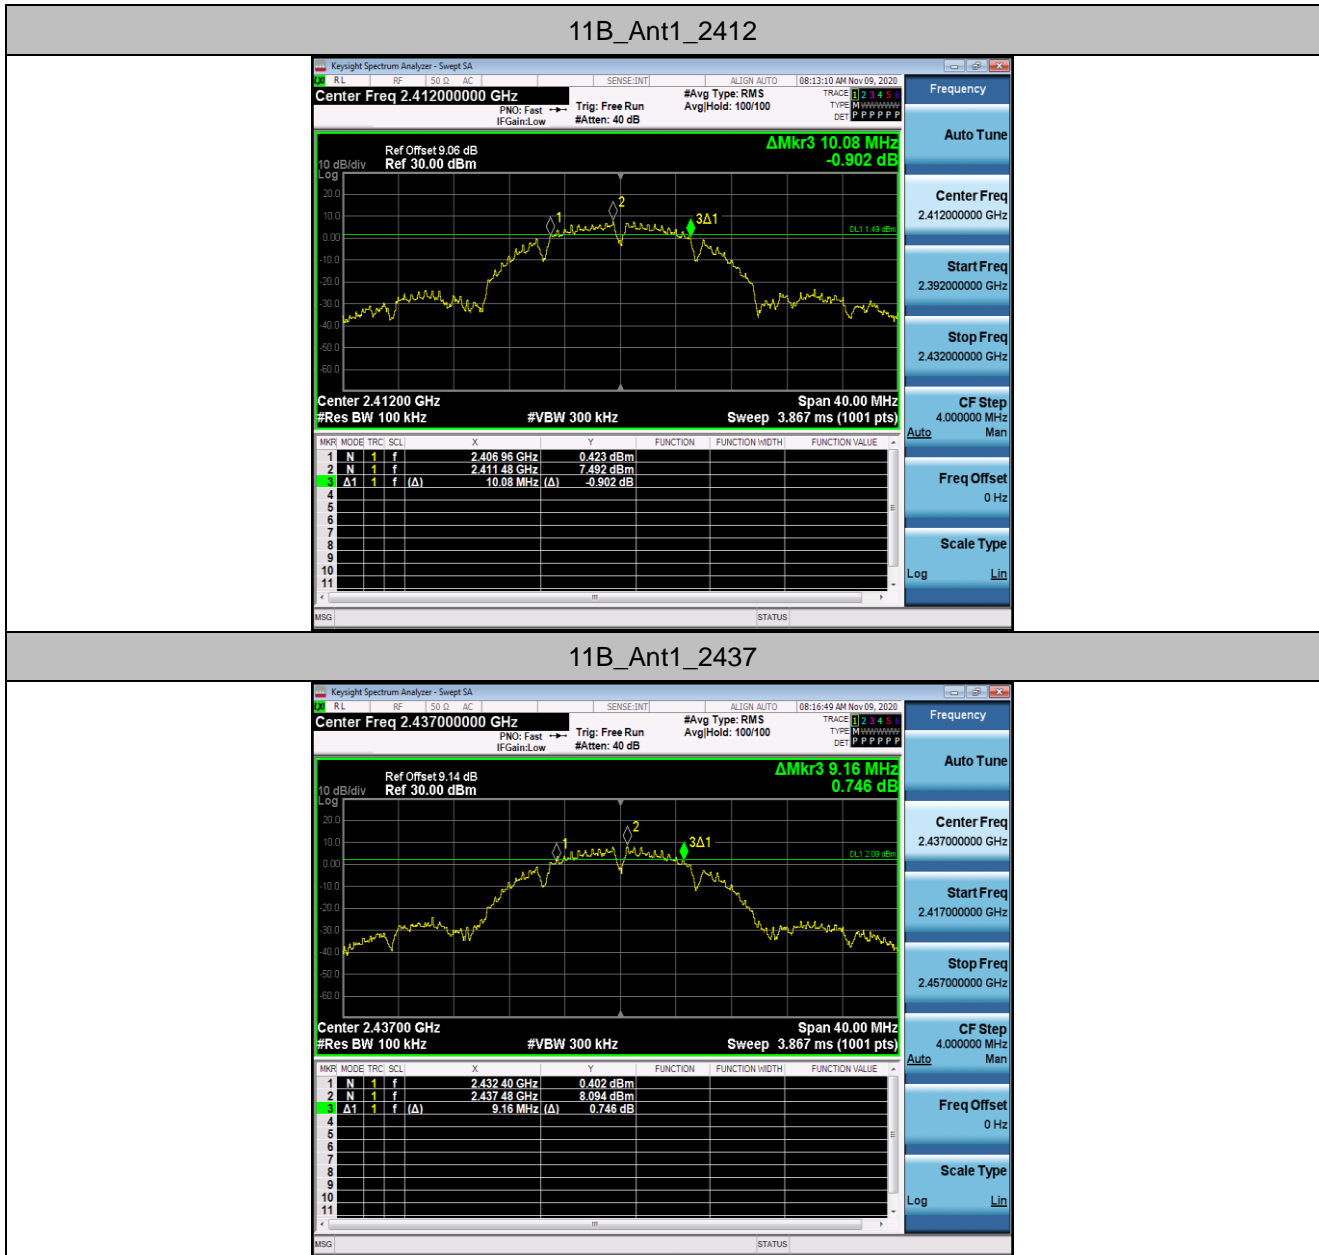 11B_Ant1_2412
Keysight Spectrum Analyzer - Swept SA
RL RF 50 Ω AC SENSE:INT ALIGN AUTO 08:13:10 AM Nov 09, 2020
Center Freq 2.412000000 GHz #Avg Type: RMS TRACE 1 2 3 4 5 6
PNO: Fast Trig: Free Run Avg|Hold: 100/100 TYPE M WWWWW
IFGain:Low #Atten: 40 dB DET P P P P P P
Frequency
Auto Tune
ΔMkr3 10.08 MHz
Ref Offset 9.06 dB
10 dB/div Ref 30.00 dBm -0.902 dB
Log
20.0
10.0
0.00
-10.0
-20.0
-30.0
-40.0
-50.0
-60.0
1
2
3Δ1
DL1 1.49 dBm
Center 2.41200 GHz Span 40.00 MHz
#Res BW 100 kHz #VBW 300 kHz Sweep 3.867 ms (1001 pts)
MKR MODE TRC SCL X Y FUNCTION FUNCTION WIDTH FUNCTION VALUE
1 N 1 f 2.406 96 GHz 0.423 dBm
2 N 1 f 2.411 48 GHz 7.492 dBm
3 Δ1 1 f (Δ) 10.08 MHz (Δ) -0.902 dB
4
5
6
7
8
9
10
11
MSG STATUS
Center Freq
2.412000000 GHz
Start Freq
2.392000000 GHz
Stop Freq
2.432000000 GHz
CF Step
4.000000 MHz
Auto Man
Freq Offset
0 Hz
Scale Type
Log Lin
11B_Ant1_2437
Keysight Spectrum Analyzer - Swept SA
RL RF 50 Ω AC SENSE:INT ALIGN AUTO 08:16:49 AM Nov 09, 2020
Center Freq 2.437000000 GHz #Avg Type: RMS TRACE 1 2 3 4 5 6
PNO: Fast Trig: Free Run Avg|Hold: 100/100 TYPE M WWWWW
IFGain:Low #Atten: 40 dB DET P P P P P P
Frequency
Auto Tune
ΔMkr3 9.16 MHz
Ref Offset 9.14 dB
10 dB/div Ref 30.00 dBm 0.746 dB
Log
20.0
10.0
0.00
-10.0
-20.0
-30.0
-40.0
-50.0
-60.0
1
2
3Δ1
DL1 2.09 dBm
Center 2.43700 GHz Span 40.00 MHz
#Res BW 100 kHz #VBW 300 kHz Sweep 3.867 ms (1001 pts)
MKR MODE TRC SCL X Y FUNCTION FUNCTION WIDTH FUNCTION VALUE
1 N 1 f 2.432 40 GHz 0.402 dBm
2 N 1 f 2.437 48 GHz 8.094 dBm
3 Δ1 1 f (Δ) 9.16 MHz (Δ) 0.746 dB
4
5
6
7
8
9
10
11
MSG STATUS
Center Freq
2.437000000 GHz
Start Freq
2.417000000 GHz
Stop Freq
2.457000000 GHz
CF Step
4.000000 MHz
Auto Man
Freq Offset
0 Hz
Scale Type
Log Lin